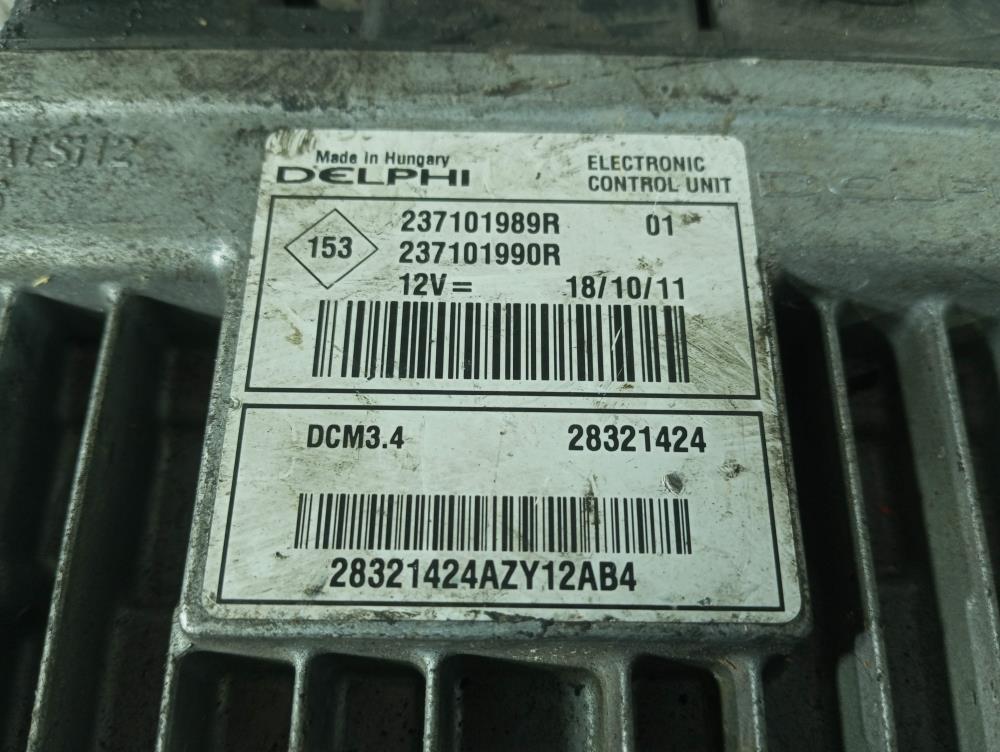 Made in Hungary
DELPHI
ELECTRONIC
CONTROL UNIT
153
237101989R 01
237101990R
12V = 18/10/11
DCM3.4 28321424
28321424AZY12AB4